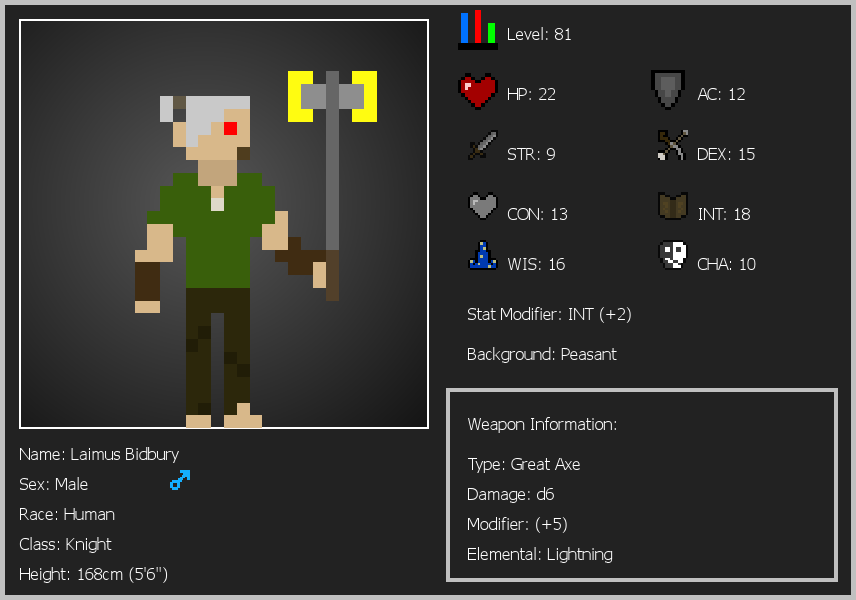 Level: 81
HP: 22
AC: 12
STR: 9
DEX: 15
CON: 13
INT: 18
WIS: 16
CHA: 10
Stat Modifier: INT (+2)
Background: Peasant
Weapon Information:
Type: Great Axe
Damage: d6
Modifier: (+5)
Elemental: Lightning
Name: Laimus Bidbury
Sex: Male
Race: Human
Class: Knight
Height: 168cm (5'6")